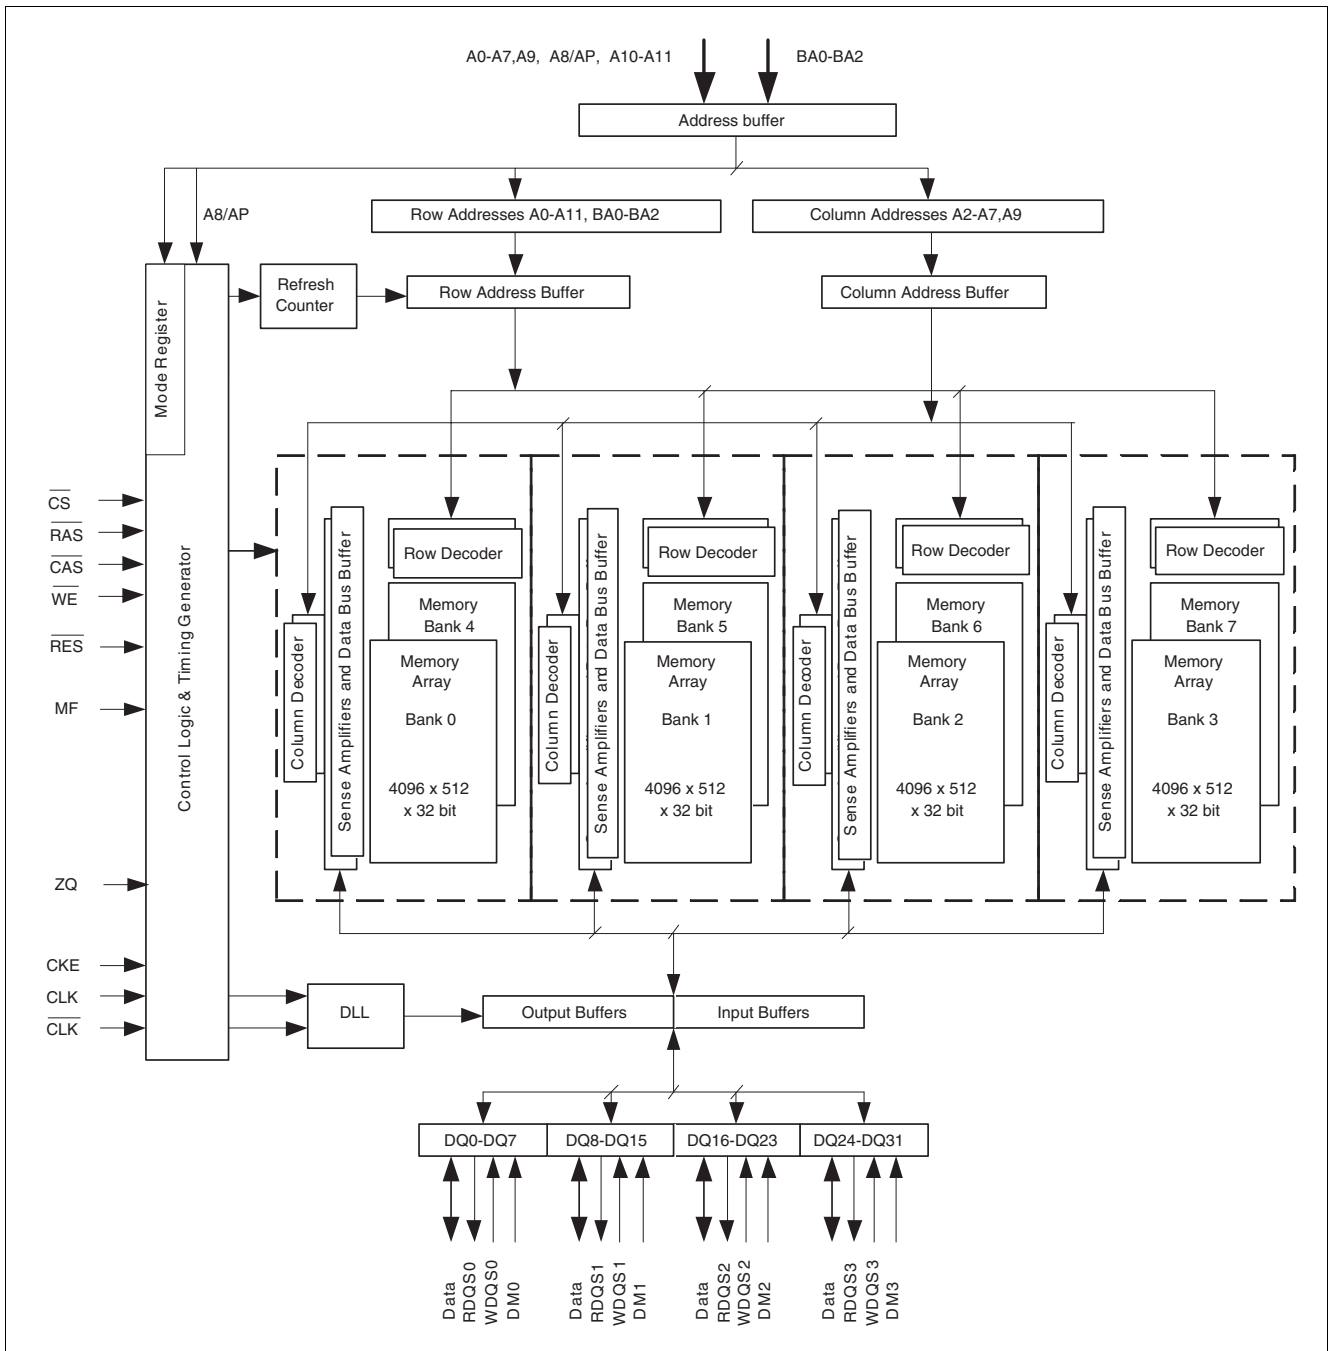 A0-A7,A9, A8/AP, A10-A11
BA0-BA2
Address buffer
A8/AP
Row Addresses A0-A11, BA0-BA2
Column Addresses A2-A7,A9
Refresh
Counter
Row Address Buffer
Column Address Buffer
Mode Register
Control Logic & Timing Generator
C̅S̅
R̅A̅S̅
C̅A̅S̅
W̅E̅
R̅E̅S̅
MF
ZQ
CKE
CLK
C̅L̅K̅
Column Decoder
Sense Amplifiers and Data Bus Buffer
Row Decoder
Memory
Bank 4
Memory
Array
Bank 0
4096 x 512
x 32 bit
Column Decoder
Sense Amplifiers and Data Bus Buffer
Row Decoder
Memory
Bank 5
Memory
Array
Bank 1
4096 x 512
x 32 bit
Column Decoder
Sense Amplifiers and Data Bus Buffer
Row Decoder
Memory
Bank 6
Memory
Array
Bank 2
4096 x 512
x 32 bit
Column Decoder
Sense Amplifiers and Data Bus Buffer
Row Decoder
Memory
Bank 7
Memory
Array
Bank 3
4096 x 512
x 32 bit
DLL
Output Buffers
Input Buffers
DQ0-DQ7
DQ8-DQ15
DQ16-DQ23
DQ24-DQ31
Data
RDQS0
WDQS0
DM0
Data
RDQS1
WDQS1
DM1
Data
RDQS2
WDQS2
DM2
Data
RDQS3
WDQS3
DM3